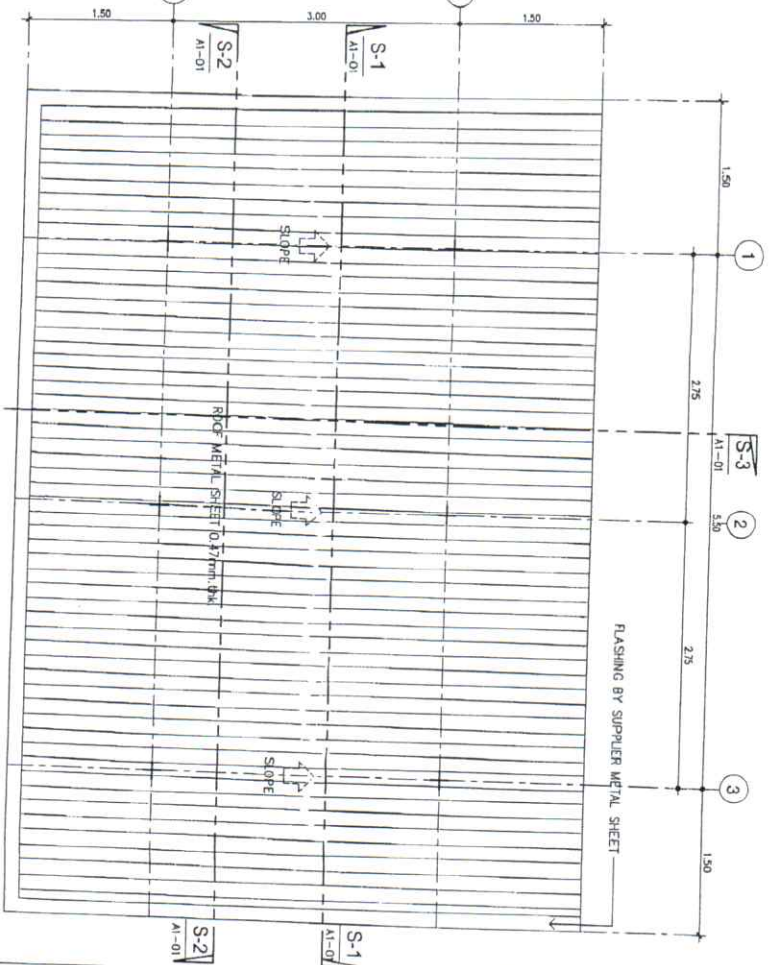 1.50
3.00
1.50
S-2
A1-01
S-1
A1-01
1.50
1
2.75
S-3
A1-01
5.50
2
2.75
3
1.50
FLASHING BY SUPPLIER METAL SHEET
SLOPE
ROOF METAL SHEET 0.47mm.thk
SLOPE
SLOPE
S-2
A1-01
S-1
A1-01